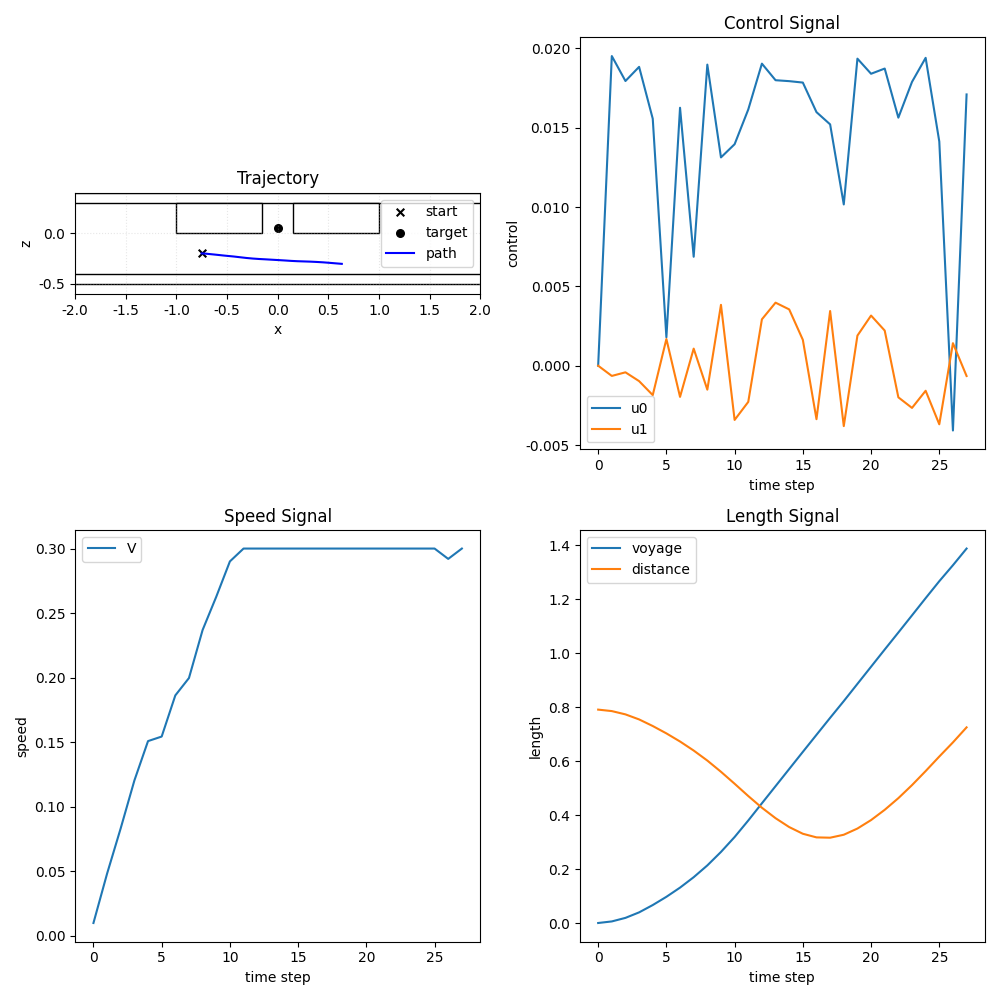 Trajectory
z
0.0
-0.5
-2.0 -1.5 -1.0 -0.5 0.0 0.5 1.0 1.5 2.0
x
start
target
path
Control Signal
control
0.020
0.015
0.010
0.005
0.000
-0.005
0 5 10 15 20 25
time step
u0
u1
Speed Signal
speed
0.30
0.25
0.20
0.15
0.10
0.05
0.00
0 5 10 15 20 25
time step
V
Length Signal
length
1.4
1.2
1.0
0.8
0.6
0.4
0.2
0.0
0 5 10 15 20 25
time step
voyage
distance